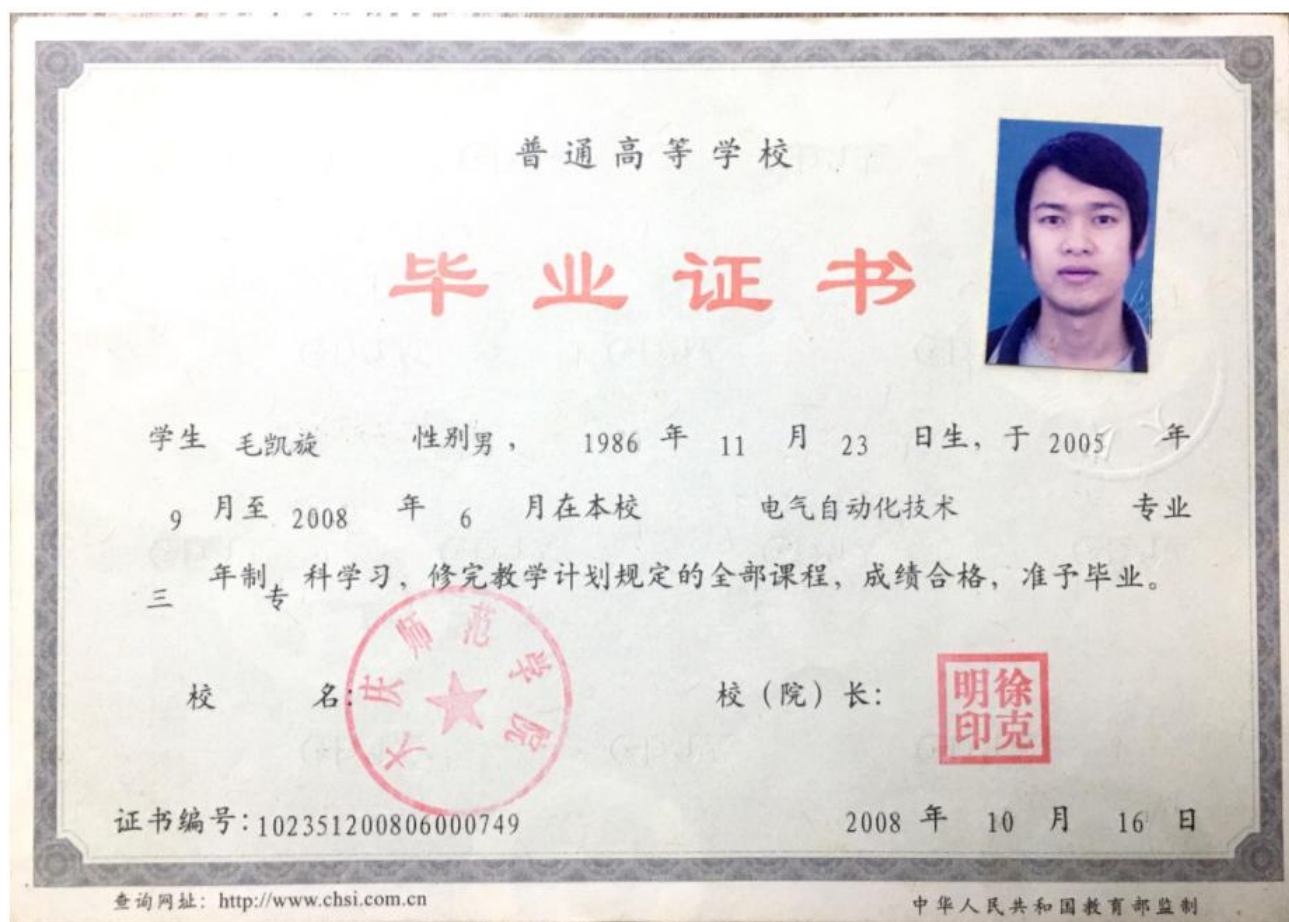 普通高等学校
毕业证书
学生 毛凯旋 性别男， 1986 年 11 月 23 日生，于 2005 年
9 月至 2008 年 6 月在本校 电气自动化技术 专业
三 年制 专 科学习，修完教学计划规定的全部课程，成绩合格，准予毕业。
校 名：
大庆师范学院
校（院）长：
徐克明印
证书编号：102351200806000749
2008 年 10 月 16 日
查询网址：http://www.chsi.com.cn
中华人民共和国教育部监制